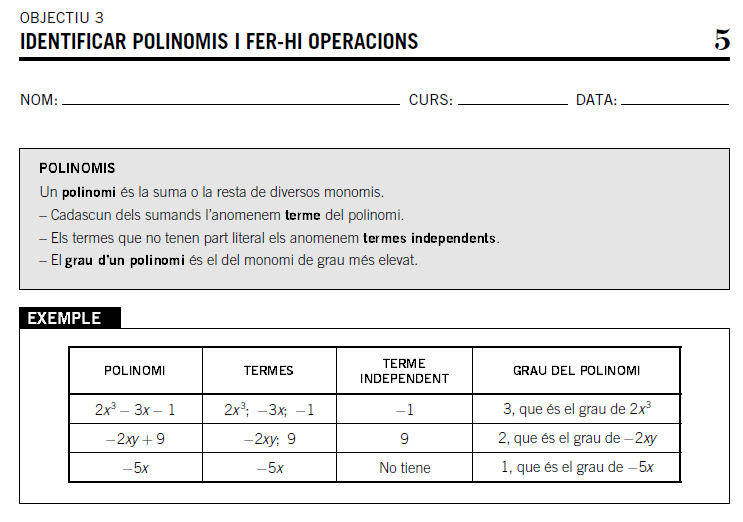 OBJECTIU 3
IDENTIFICAR POLINOMIS I FER-HI OPERACIONS 5
NOM: CURS: DATA:
POLINOMIS
Un polinomi és la suma o la resta de diversos monomis.
– Cadascun dels sumands l'anomenem terme del polinomi.
– Els termes que no tenen part literal els anomenem termes independents.
– El grau d'un polinomi és el del monomi de grau més elevat.
EXEMPLE
POLINOMI TERMES TERME INDEPENDENT GRAU DEL POLINOMI
2x³ – 3x – 1 2x³; –3x; –1 –1 3, que és el grau de 2x³
–2xy + 9 –2xy; 9 9 2, que és el grau de –2xy
–5x –5x No tiene 1, que és el grau de –5x